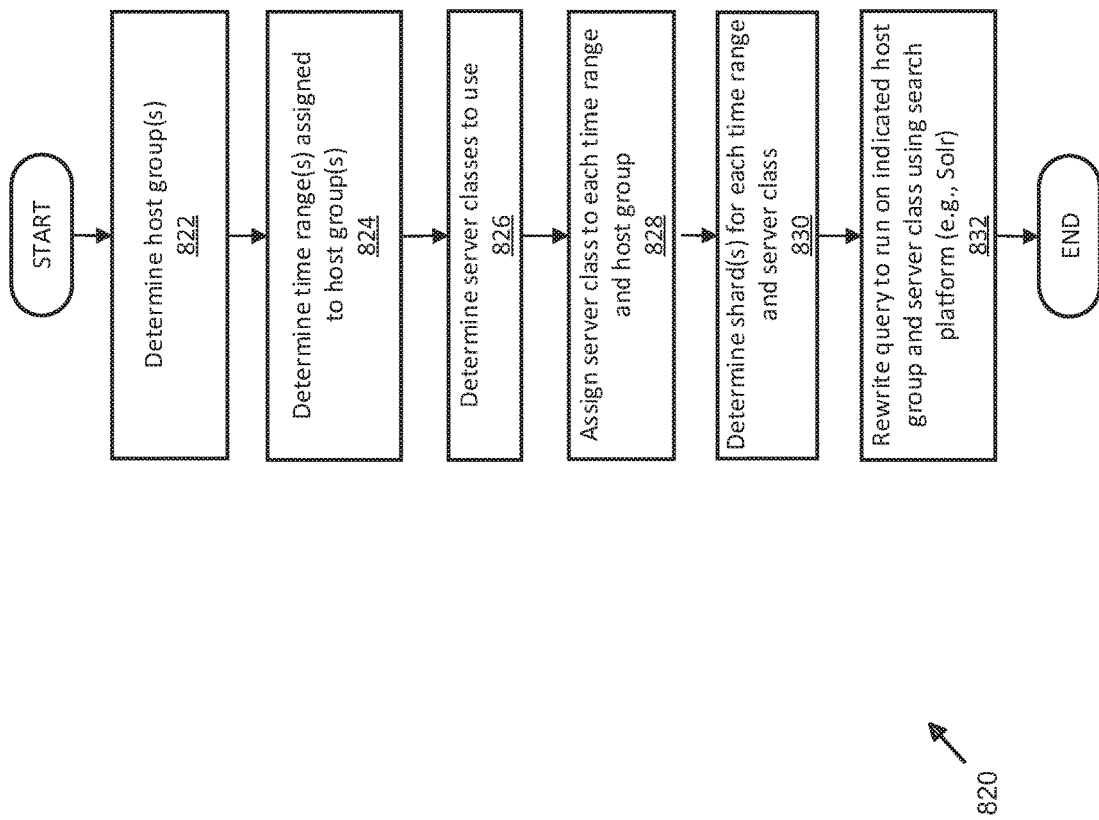 START
Determine host group(s)
822
Determine time range(s) assigned
to host group(s)
824
Determine server classes to use
826
Assign server class to each time range
and host group
828
Determine shard(s) for each time range
and server class
830
Rewrite query to run on indicated host
group and server class using search
platform (e.g., Solr)
832
END
820